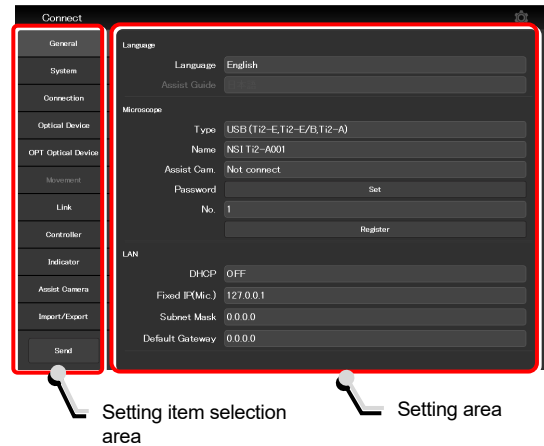 Connect
General
System
Connection
Optical Device
OPT Optical Device
Movement
Link
Controller
Indicator
Assist Camera
Import/Export
Send
Language
Language English
Assist Guide
Microscope
Type USB (Ti2-E,Ti2-E/B,Ti2-A)
Name NSI Ti2-A001
Assist Cam. Not connect
Password Set
No. 1
Register
LAN
DHCP OFF
Fixed IP(Mic.) 127.0.0.1
Subnet Mask 0.0.0.0
Default Gateway 0.0.0.0
Setting item selection
area
Setting area